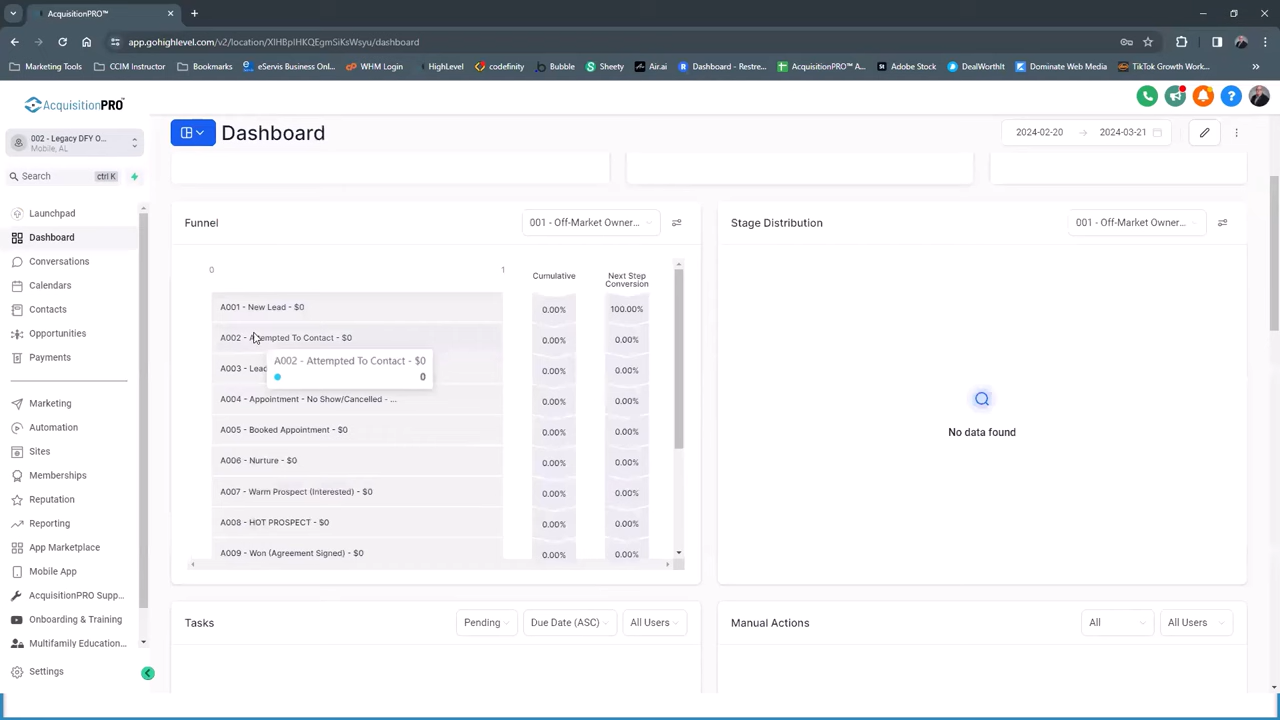 AcquisitionPRO™
app.gohighlevel.com/v2/location/XIHBpIHKQEgmSiKsWsyu/dashboard
Marketing Tools
CCIM Instructor
Bookmarks
eServis Business Onl...
WHM Login
HighLevel
codefinity
Bubble
Sheety
Air.ai
Dashboard - Restre...
AcquisitionPRO™ A...
Adobe Stock
DealWorthIt
Dominate Web Media
TikTok Growth Work...
AcquisitionPRO™
002 - Legacy DFY O...
Mobile, AL
Search
ctrl K
Launchpad
Dashboard
Conversations
Calendars
Contacts
Opportunities
Payments
Marketing
Automation
Sites
Memberships
Reputation
Reporting
App Marketplace
Mobile App
AcquisitionPRO Supp...
Onboarding & Training
Multifamily Education...
Settings
Dashboard
2024-02-20 → 2024-03-21
Funnel
001 - Off-Market Owner...
0
1
Cumulative
Next Step
Conversion
A001 - New Lead - $0
0.00%
100.00%
A002 - Attempted To Contact - $0
0.00%
0.00%
A002 - Attempted To Contact - $0
0
A003 - Lead
0.00%
0.00%
A004 - Appointment - No Show/Cancelled - ...
0.00%
0.00%
A005 - Booked Appointment - $0
0.00%
0.00%
A006 - Nurture - $0
0.00%
0.00%
A007 - Warm Prospect (Interested) - $0
0.00%
0.00%
A008 - HOT PROSPECT - $0
0.00%
0.00%
A009 - Won (Agreement Signed) - $0
0.00%
0.00%
Stage Distribution
001 - Off-Market Owner...
No data found
Tasks
Pending
Due Date (ASC)
All Users
Manual Actions
All
All Users